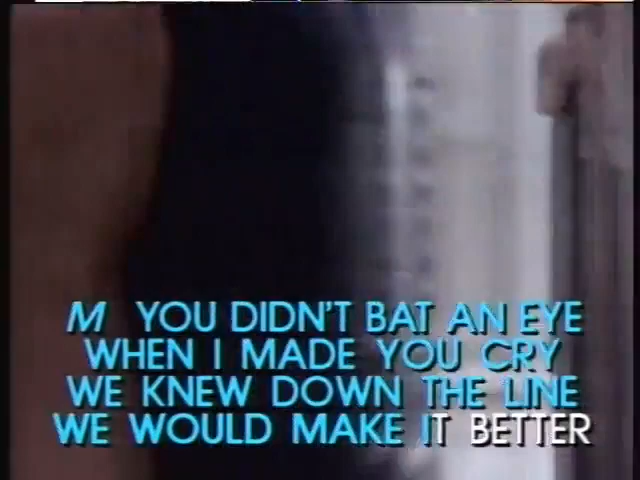 M YOU DIDN'T BAT AN EYE
WHEN I MADE YOU CRY
WE KNEW DOWN THE LINE
WE WOULD MAKE IT BETTER